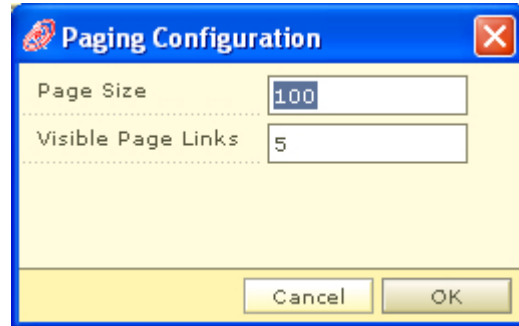 Paging Configuration
Page Size 100
Visible Page Links 5
Cancel OK